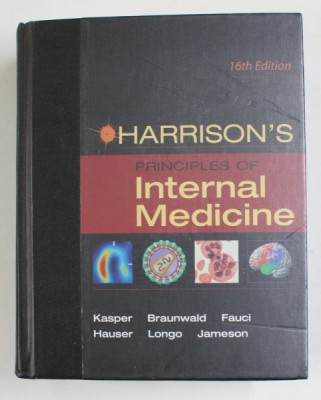 16th Edition
HARRISON'S
PRINCIPLES OF
Internal
Medicine
Kasper Braunwald Fauci
Hauser Longo Jameson